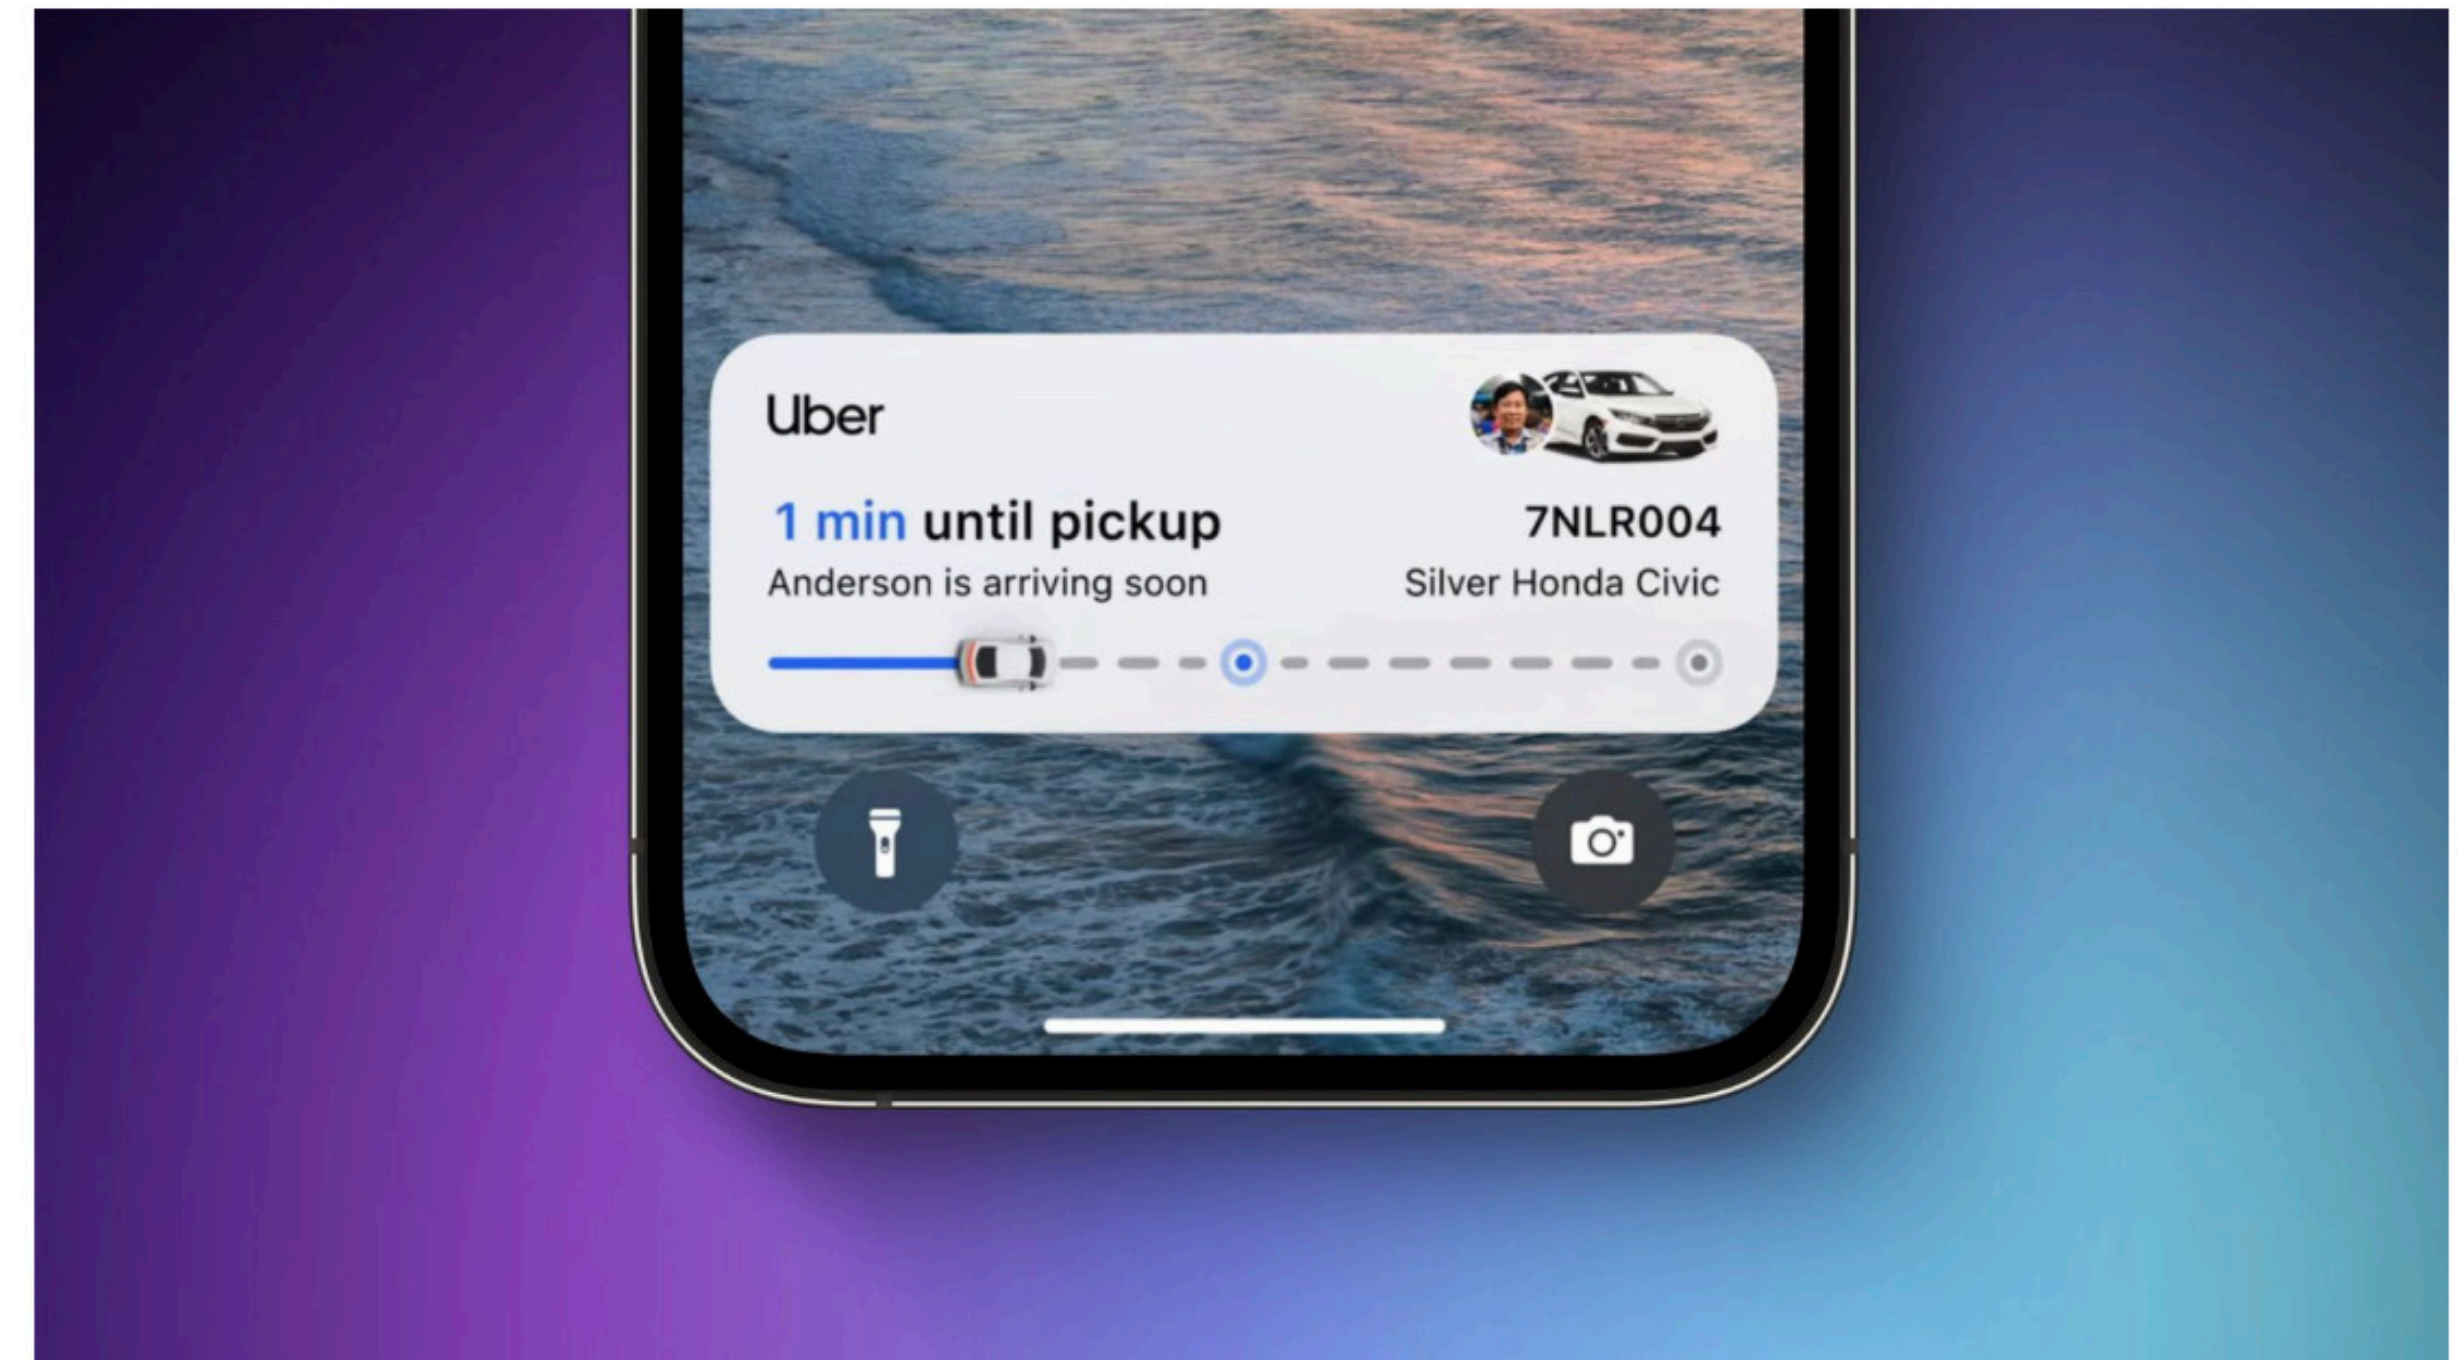 Uber
1 min until pickup
7NLR004
Anderson is arriving soon
Silver Honda Civic